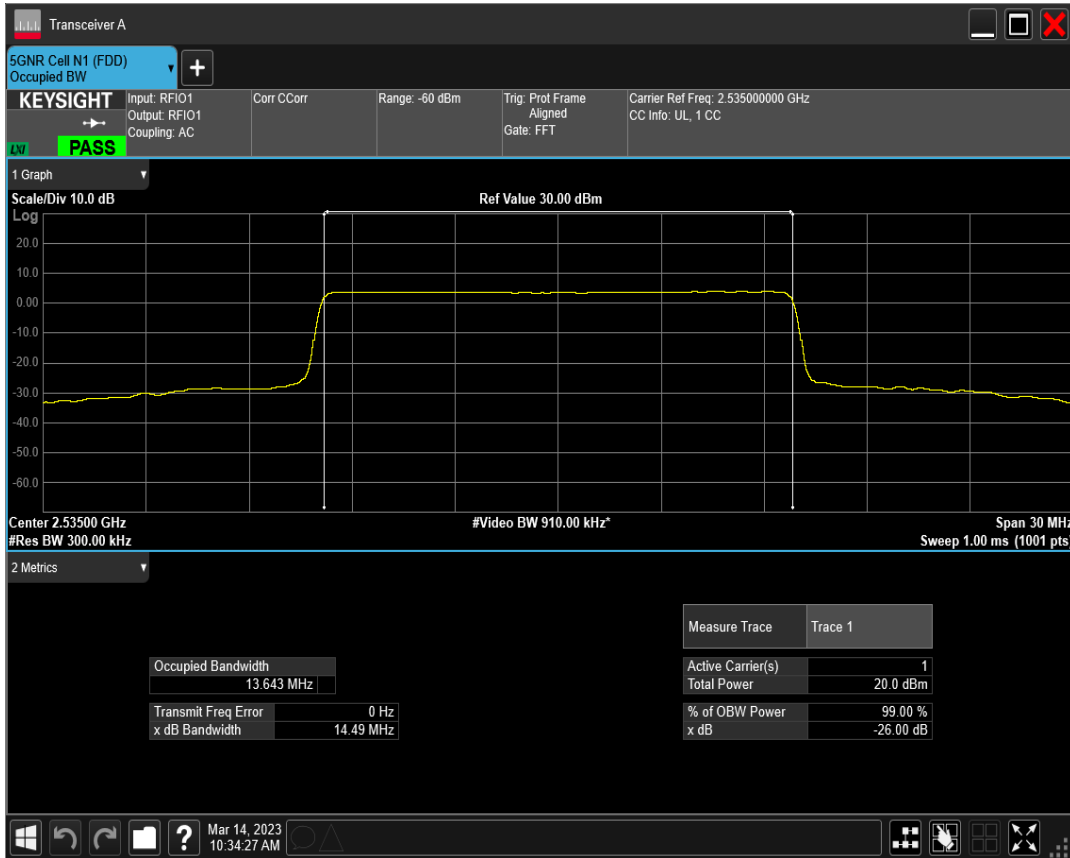 Transceiver A
5GNR Cell N1 (FDD)
Occupied BW
+
KEYSIGHT
LXI
PASS
Input: RFIO1
Output: RFIO1
Coupling: AC
Corr CCorr
Range: -60 dBm
Trig: Prot Frame
Aligned
Gate: FFT
Carrier Ref Freq: 2.535000000 GHz
CC Info: UL, 1 CC
1 Graph
Scale/Div 10.0 dB
Ref Value 30.00 dBm
Log
20.0
10.0
0.00
-10.0
-20.0
-30.0
-40.0
-50.0
-60.0
Center 2.53500 GHz
#Video BW 910.00 kHz*
Span 30 MHz
#Res BW 300.00 kHz
Sweep 1.00 ms (1001 pts)
2 Metrics
Measure Trace Trace 1
Occupied Bandwidth
13.643 MHz
Active Carrier(s) 1
Total Power 20.0 dBm
Transmit Freq Error 0 Hz
x dB Bandwidth 14.49 MHz
% of OBW Power 99.00 %
x dB -26.00 dB
?
Mar 14, 2023
10:34:27 AM